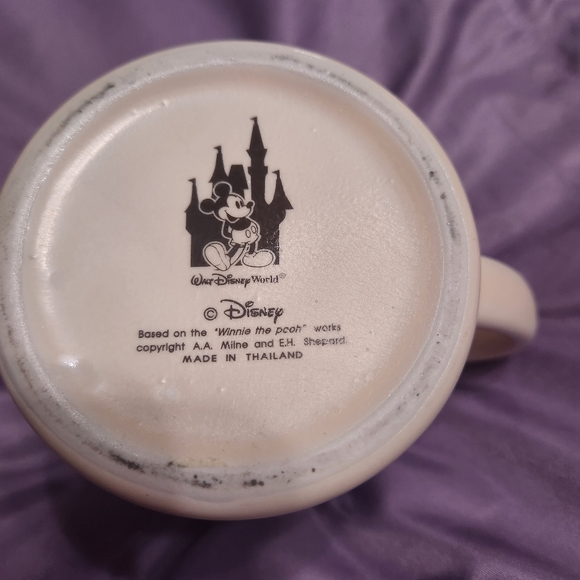 Walt Disney World®
© Disney
Based on the "Winnie the pooh" works
copyright A.A. Milne and E.H. Shepard.
MADE IN THAILAND